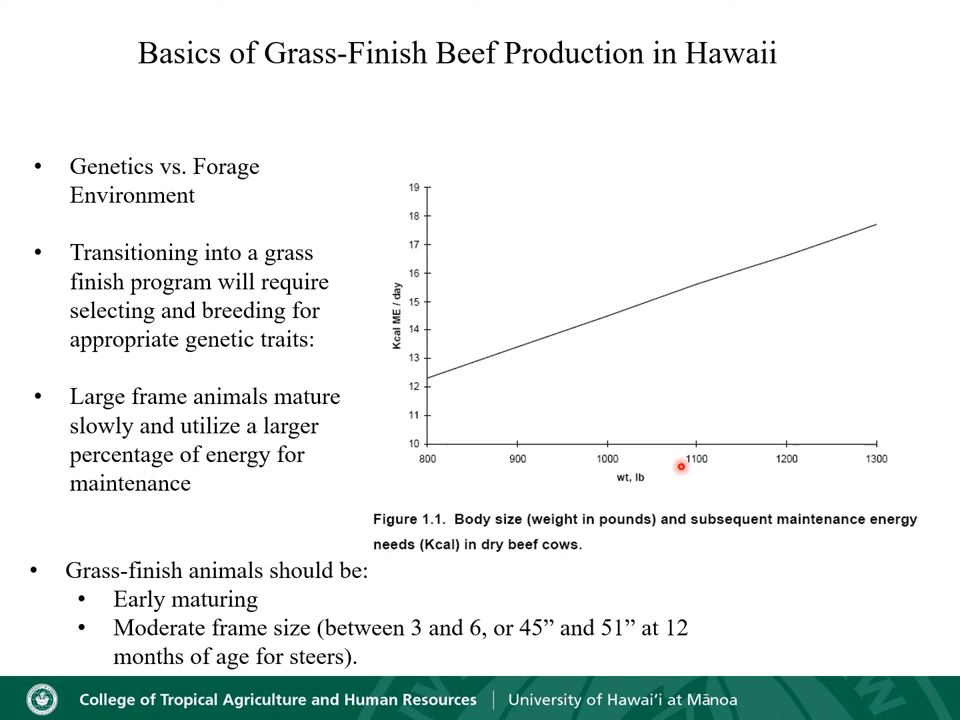 Basics of Grass-Finish Beef Production in Hawaii
• Genetics vs. Forage
Environment
• Transitioning into a grass
finish program will require
selecting and breeding for
appropriate genetic traits:
• Large frame animals mature
slowly and utilize a larger
percentage of energy for
maintenance
19
18
17
16
15
14
13
12
11
10
Kcal ME / day
800 900 1000 1100 1200 1300
wt, lb
Figure 1.1. Body size (weight in pounds) and subsequent maintenance energy
needs (Kcal) in dry beef cows.
• Grass-finish animals should be:
• Early maturing
• Moderate frame size (between 3 and 6, or 45” and 51” at 12
months of age for steers).
College of Tropical Agriculture and Human Resources | University of Hawaiʻi at Mānoa